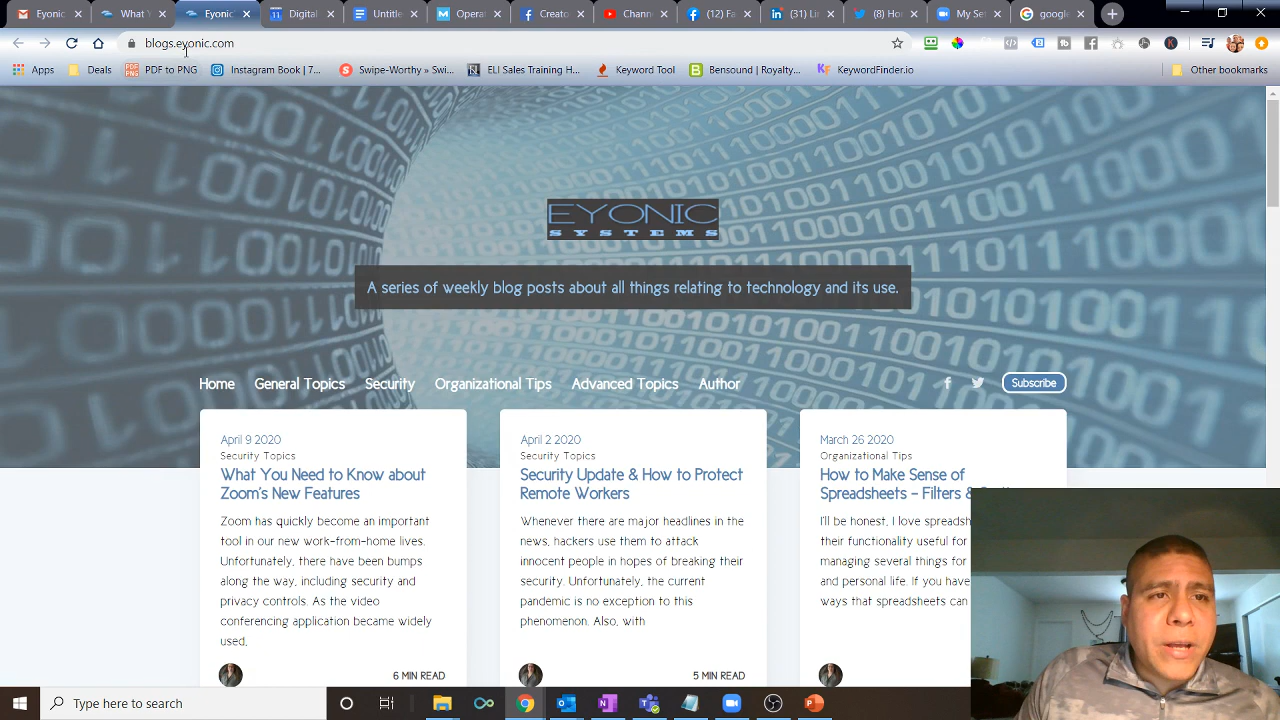 Eyonic
What Y
Eyonic
Digital
Untitle
Operat
Creato
Chann
(12) Fa
(31) Lin
(8) Ho
My Set
google
blogs.eyonic.com
Apps
Deals
PDF to PNG
Instagram Book | 7...
Swipe-Worthy » Swi...
ELI Sales Training H...
Keyword Tool
Bensound | Royalty...
KeywordFinder.io
Other bookmarks
EYONIC
SYSTEMS
A series of weekly blog posts about all things relating to technology and its use.
Home General Topics Security Organizational Tips Advanced Topics Author
Subscribe
April 9 2020
Security Topics
What You Need to Know about
Zoom's New Features
Zoom has quickly become an important
tool in our new work-from-home lives.
Unfortunately, there have been bumps
along the way, including security and
privacy controls. As the video
conferencing application became widely
used,
6 MIN READ
April 2 2020
Security Topics
Security Update & How to Protect
Remote Workers
Whenever there are major headlines in the
news, hackers use them to attack
innocent people in hopes of breaking their
security. Unfortunately, the current
pandemic is no exception to this
phenomenon. Also, with
5 MIN READ
March 26 2020
Organizational Tips
How to Make Sense of
Spreadsheets – Filters &
I'll be honest, I love spreadsh
their functionality useful for
managing several things for
and personal life. If you have
ways that spreadsheets can
Type here to search